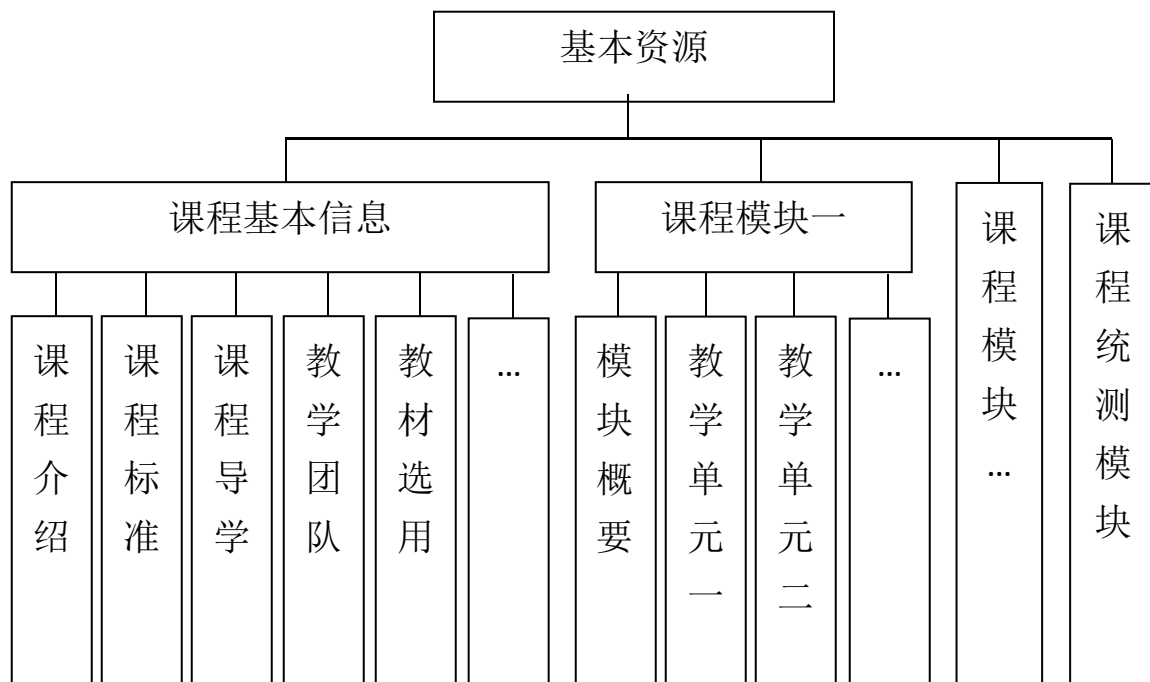 基本资源
课程基本信息
课程模块一
课程模块…
课程统测模块
课程介绍
课程标准
课程导学
教学团队
教材选用
…
模块概要
教学单元一
教学单元二
…